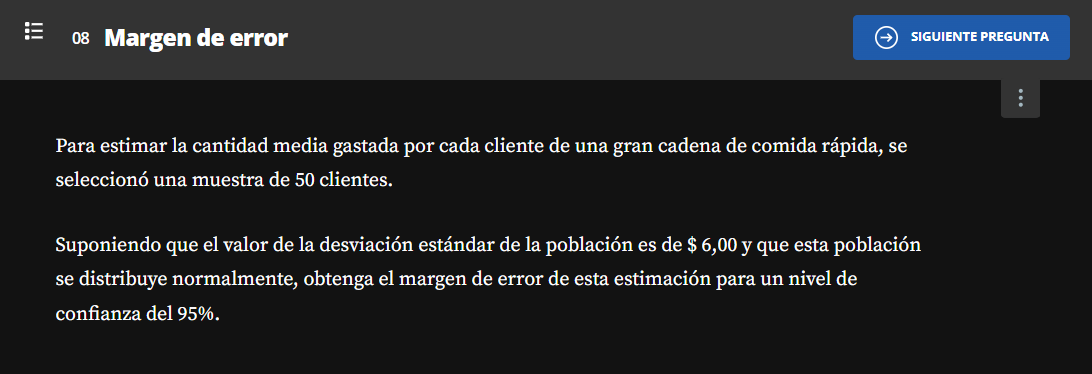 08 Margen de error
SIGUIENTE PREGUNTA
Para estimar la cantidad media gastada por cada cliente de una gran cadena de comida rápida, se
seleccionó una muestra de 50 clientes.
Suponiendo que el valor de la desviación estándar de la población es de $ 6,00 y que esta población
se distribuye normalmente, obtenga el margen de error de esta estimación para un nivel de
confianza del 95%.